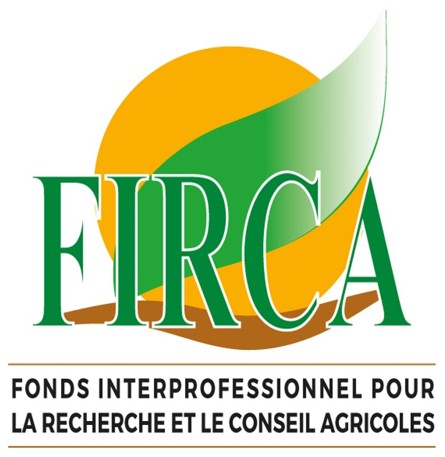 FIRCA
FONDS INTERPROFESSIONNEL POUR
LA RECHERCHE ET LE CONSEIL AGRICOLES